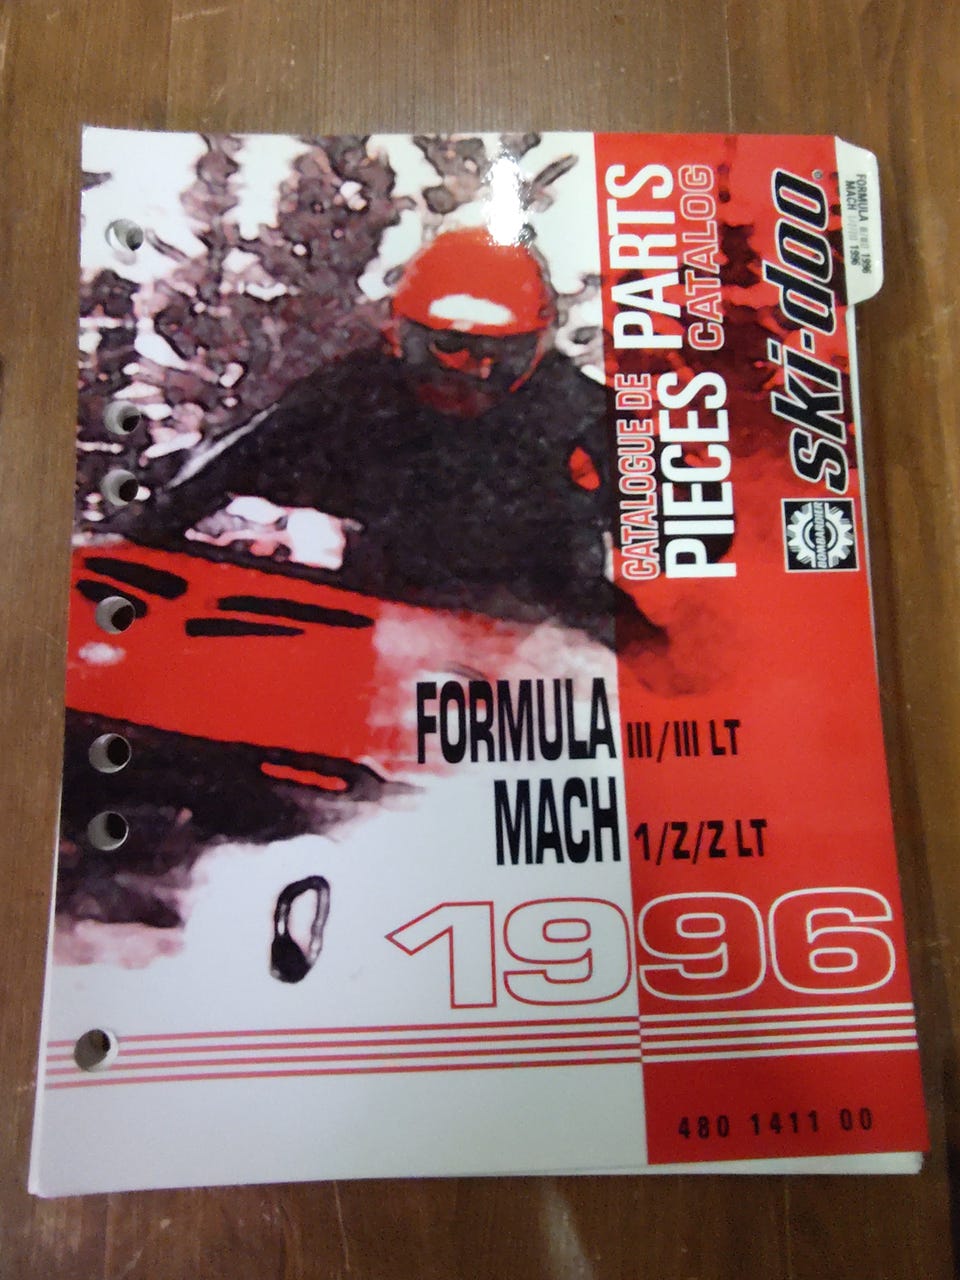 CATALOGUE DE PARTS
PIECES CATALOG
ski-doo®
BOMBARDIER
FORMULA III/III LT
MACH 1/Z/Z LT
1996
480 1411 00
FORMULA 1996
MACH 1996